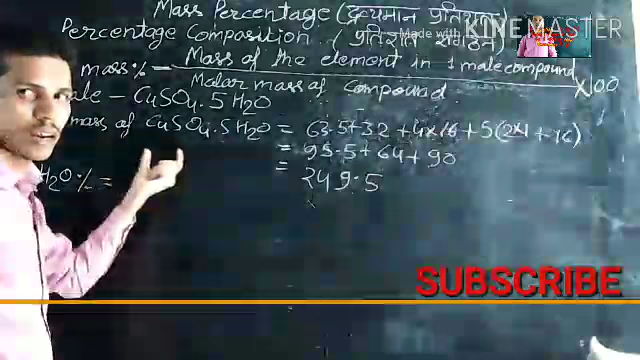 Mass Percentage (द्रव्यमान प्रतिशत)
Made with KINEMASTER
Percentage Composition (प्रतिशत संगठन)
mass % = Mass of the element in 1 mole compound
Molar mass of compound ×100
CuSO4.5H2O
mass of CuSO4.5H2O = 63.5+32+4×16+5(2×1+16)
= 95.5+64+90
= 249.5
H2O % =
SUBSCRIBE